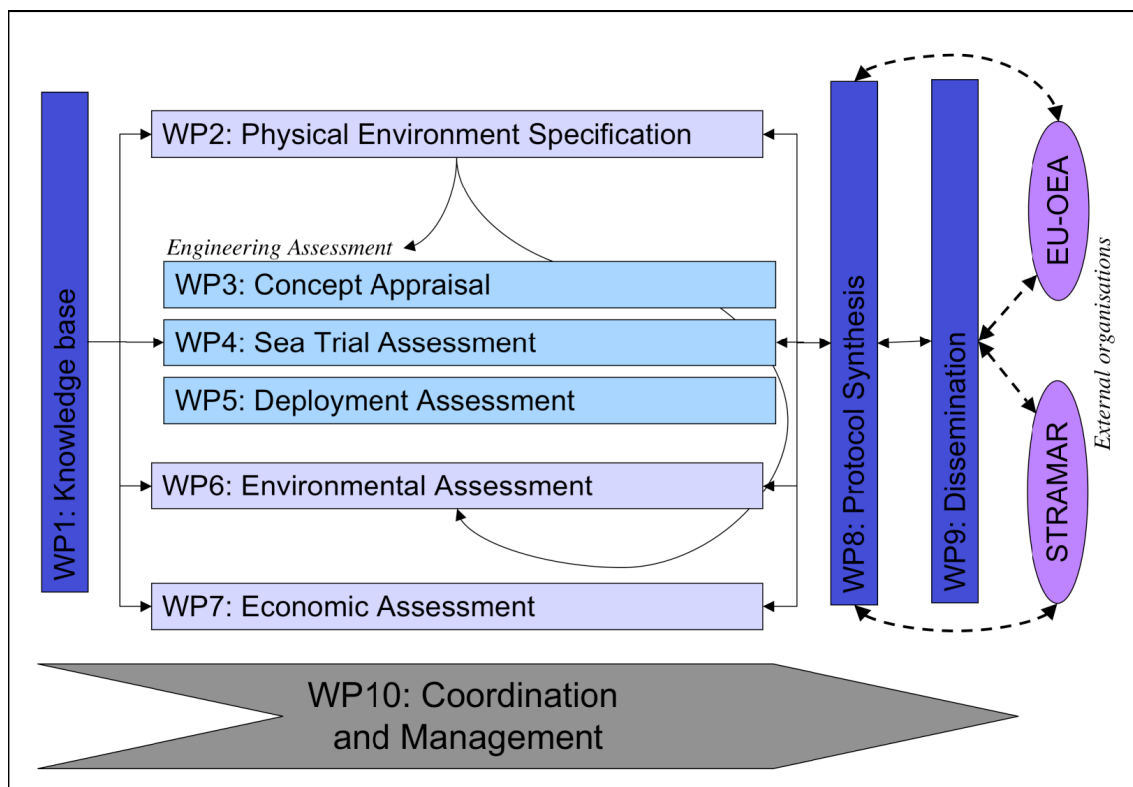 WP1: Knowledge base
WP2: Physical Environment Specification
Engineering Assessment
WP3: Concept Appraisal
WP4: Sea Trial Assessment
WP5: Deployment Assessment
WP6: Environmental Assessment
WP7: Economic Assessment
WP8: Protocol Synthesis
WP9: Dissemination
EU-OEA
STRAMAR
External organisations
WP10: Coordination
and Management